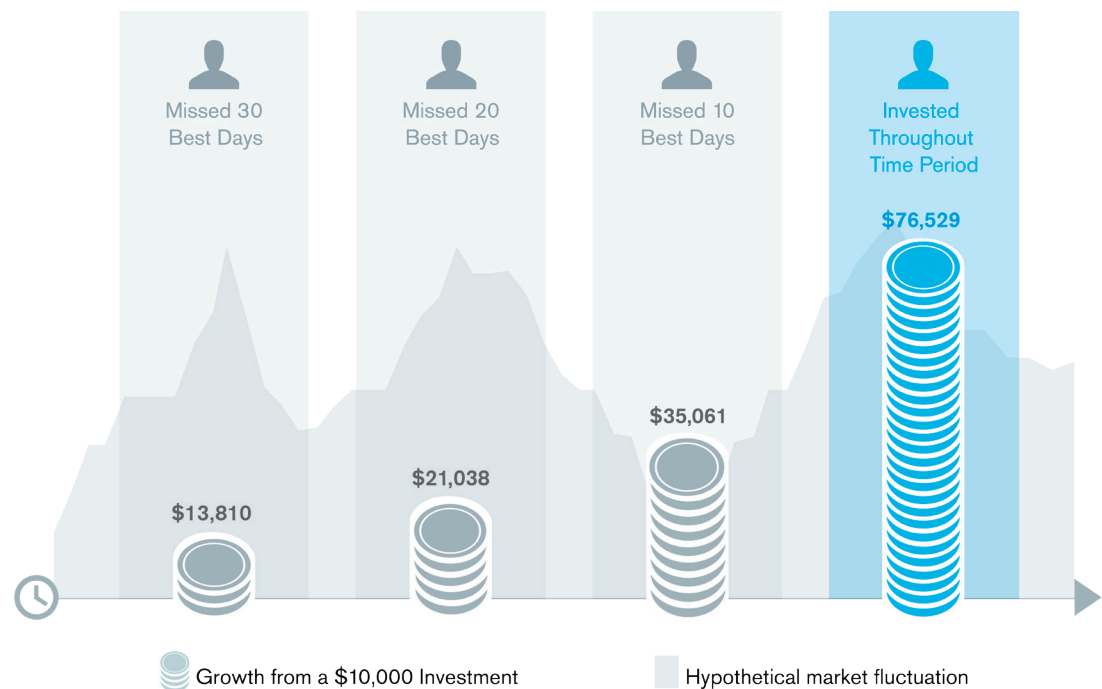 Missed 30
Best Days
Missed 20
Best Days
Missed 10
Best Days
Invested
Throughout
Time Period
$76,529
$35,061
$21,038
$13,810
Growth from a $10,000 Investment
Hypothetical market fluctuation